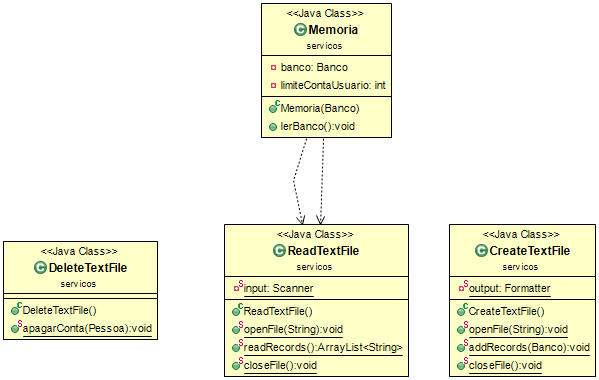 <<Java Class>>
Memoria
servicos
banco: Banco
limiteContaUsuario: int
Memoria(Banco)
lerBanco():void
<<Java Class>>
DeleteTextFile
servicos
DeleteTextFile()
apagarConta(Pessoa):void
<<Java Class>>
ReadTextFile
servicos
input: Scanner
ReadTextFile()
openFile(String):void
readRecords():ArrayList<String>
closeFile():void
<<Java Class>>
CreateTextFile
servicos
output: Formatter
CreateTextFile()
openFile(String):void
addRecords(Banco):void
closeFile():void